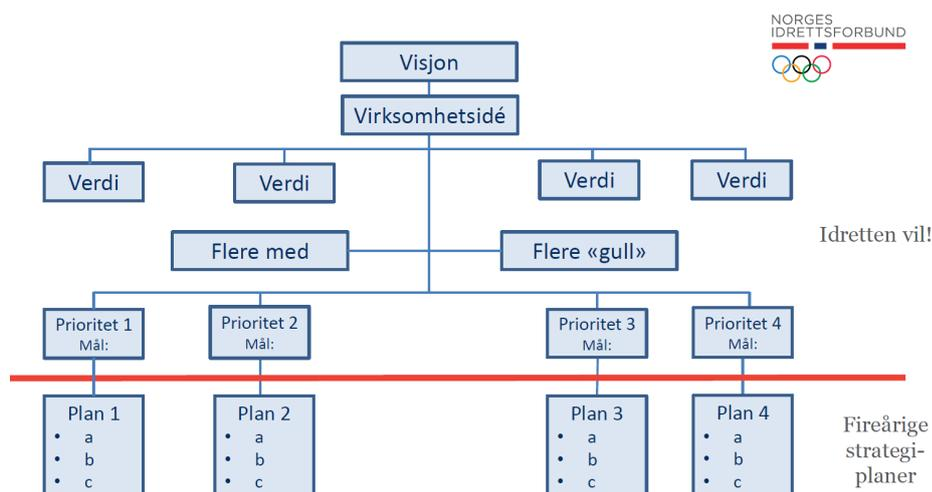 NORGES
IDRETTSFORBUND
Visjon
Virksomhetsidé
Verdi
Verdi
Verdi
Verdi
Flere med
Flere «gull»
Idretten vil!
Prioritet 1
Mål:
Prioritet 2
Mål:
Prioritet 3
Mål:
Prioritet 4
Mål:
Plan 1
• a
• b
• c
Plan 2
• a
• b
• c
Plan 3
• a
• b
• c
Plan 4
• a
• b
• c
Fireårige
strategi-
planer